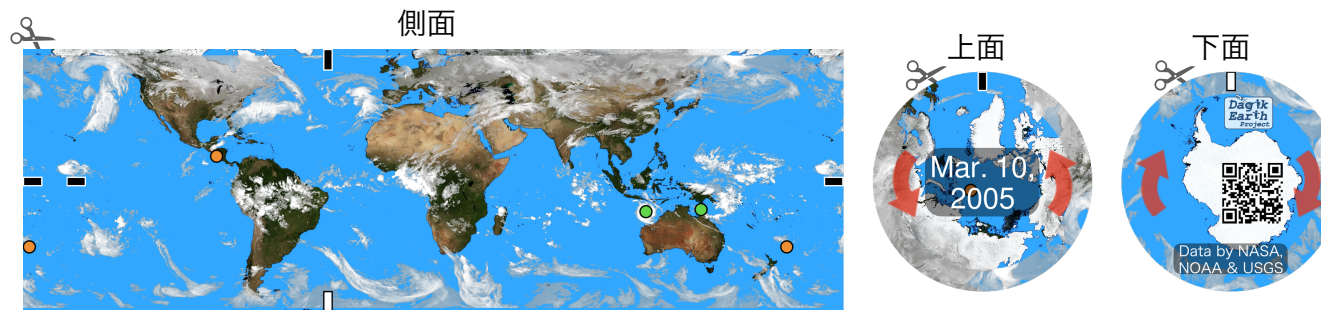 側面
上面
下面
Mar. 10,
2005
Dagik
Earth
Project
Data by NASA,
NOAA & USGS